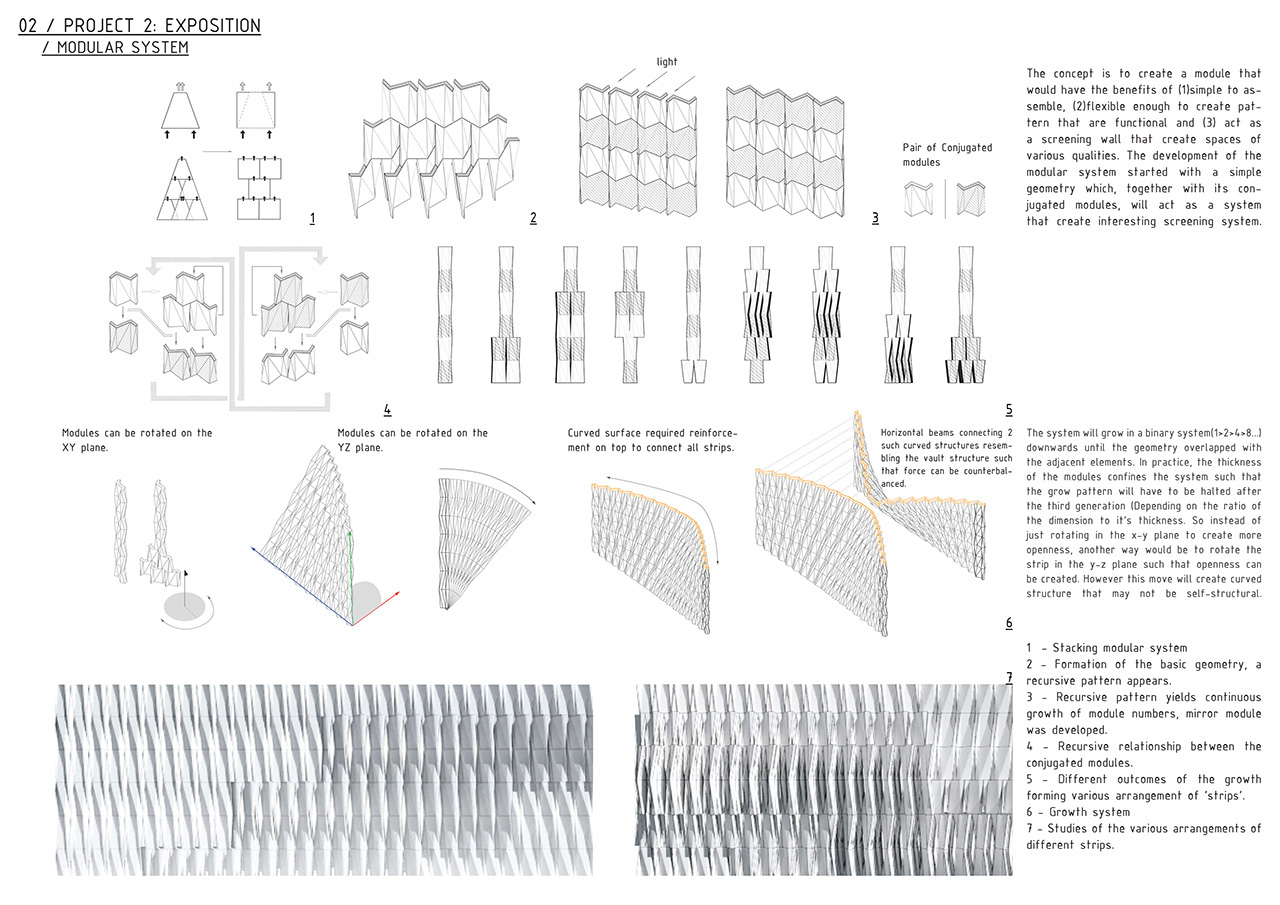 02 / PROJECT 2: EXPOSITION
/ MODULAR SYSTEM
light
Pair of Conjugated
modules
1
2
3
The concept is to create a module that
would have the benefits of (1)simple to as-
semble, (2)flexible enough to create pat-
tern that are functional and (3) act as
a screening wall that create spaces of
various qualities. The development of the
modular system started with a simple
geometry which, together with its con-
jugated modules, will act as a system
that create interesting screening system.
4
5
Modules can be rotated on the
XY plane.
Modules can be rotated on the
YZ plane.
Curved surface required reinforce-
ment on top to connect all strips.
Horizontal beams connecting 2
such curved structures resem-
bling the vault structure such
that force can be counterbal-
anced.
6
The system will grow in a binary system(1>2>4>8...)
downwards until the geometry overlapped with
the adjacent elements. In practice, the thickness
of the modules confines the system such that
the grow pattern will have to be halted after
the third generation (Depending on the ratio of
the dimension to it's thickness. So instead of
just rotating in the x-y plane to create more
openness, another way would be to rotate the
strip in the y-z plane such that openness can
be created. However this move will create curved
structure that may not be self-structural.
7
1 - Stacking modular system
2 - Formation of the basic geometry, a
recursive pattern appears.
3 - Recursive pattern yields continuous
growth of module numbers, mirror module
was developed.
4 - Recursive relationship between the
conjugated modules.
5 - Different outcomes of the growth
forming various arrangement of 'strips'.
6 - Growth system
7 - Studies of the various arrangements of
different strips.